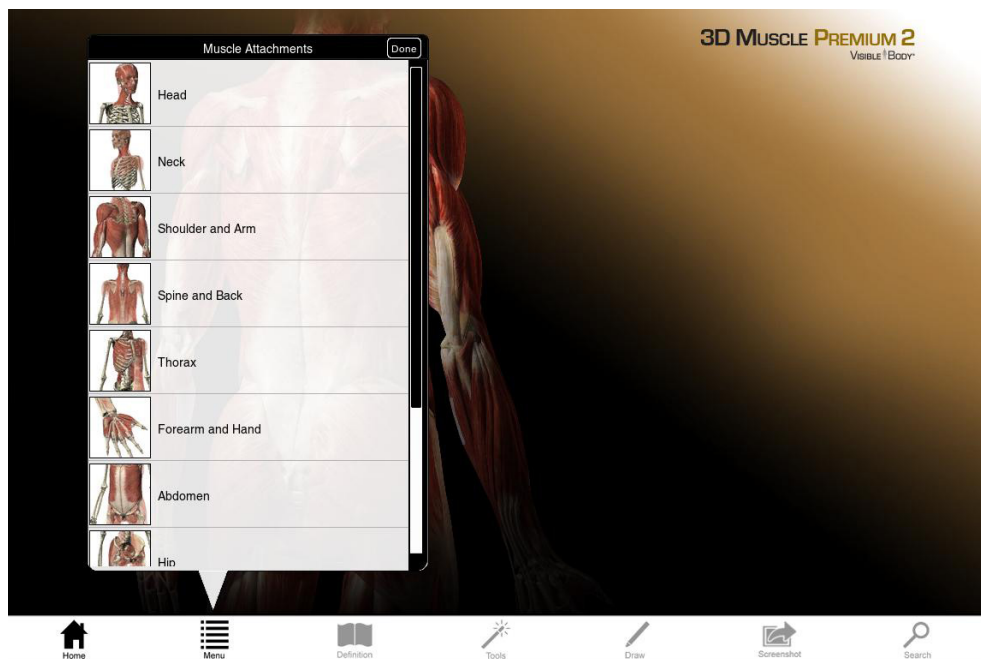 Muscle Attachments
Done
3D Muscle Premium 2
Visible Body
Head
Neck
Shoulder and Arm
Spine and Back
Thorax
Forearm and Hand
Abdomen
Hip
Home
Menu
Definition
Tools
Draw
Screenshot
Search